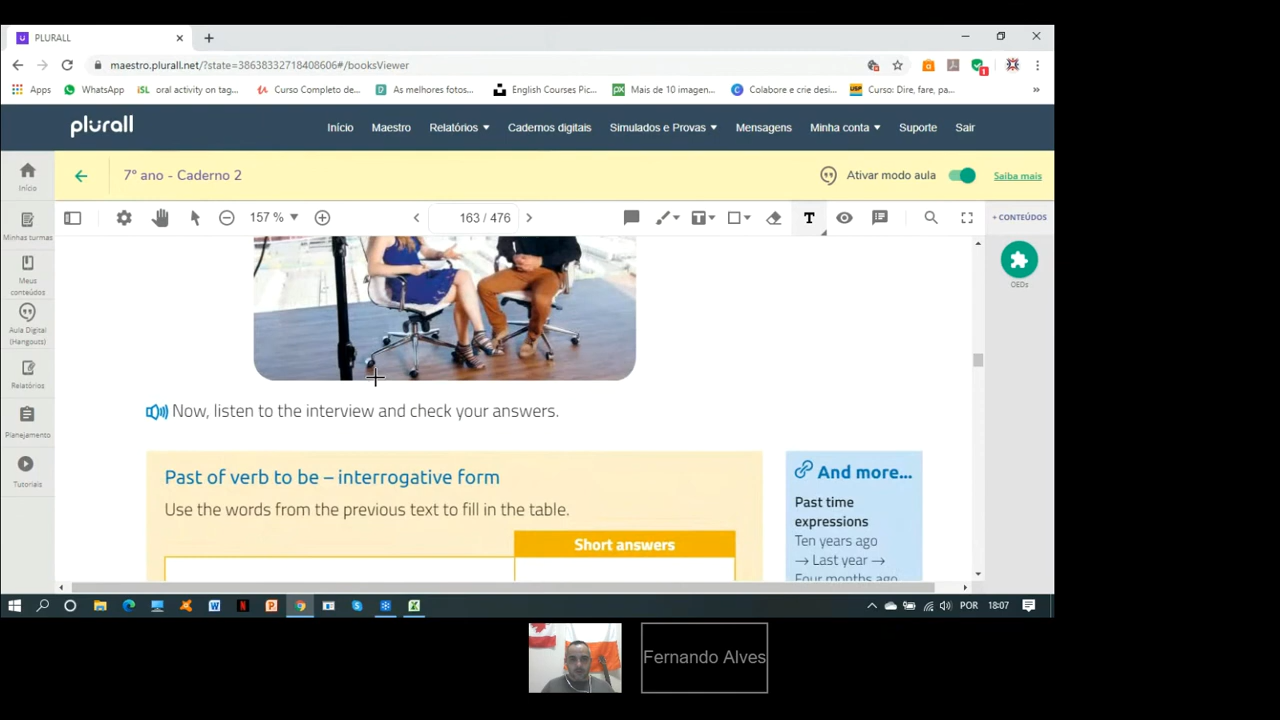 PLURALL
maestro.plurall.net/?state=38638332718408606#/booksViewer
Apps WhatsApp oral activity on tag... Curso Completo de... As melhores fotos... English Courses Pic... Mais de 10 imagen... Colabore e crie desi... Curso: Dire, fare, pa...
plurall Início Maestro Relatórios Cadernos digitais Simulados e Provas Mensagens Minha conta Suporte Sair
7º ano - Caderno 2 Ativar modo aula Saiba mais
157 % 163 / 476 T + CONTEÚDOS
Início
Minhas turmas
Meus
conteúdos
Aula Digital
(Hangouts)
Relatórios
Planejamento
Tutoriais
OEDs
Now, listen to the interview and check your answers.
Past of verb to be – interrogative form
Use the words from the previous text to fill in the table.
Short answers
And more...
Past time
expressions
Ten years ago
→ Last year →
Four months ago
POR 18:07
Fernando Alves